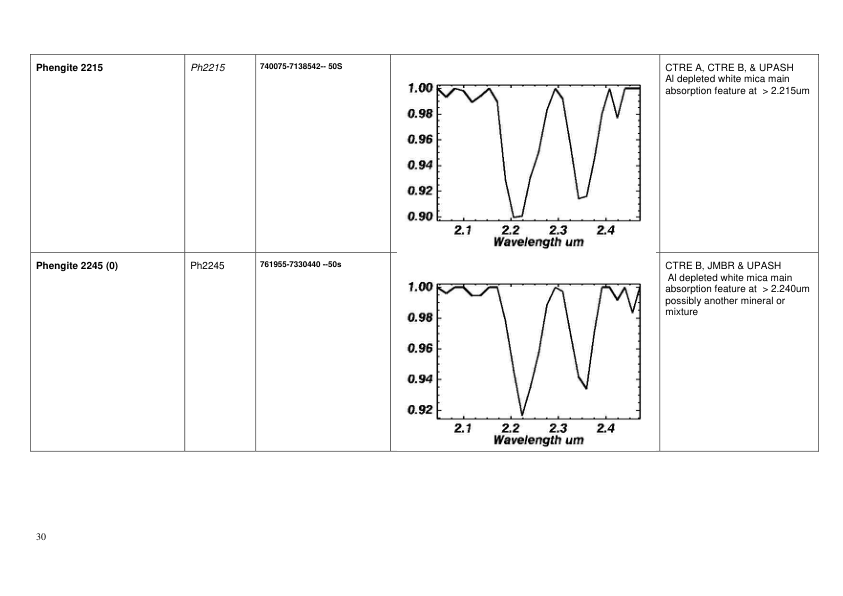 Phengite 2215
Ph2215
740075-7138542-- 50S
1.00
0.98
0.96
0.94
0.92
0.90
2.1 2.2 2.3 2.4
Wavelength um
CTRE A, CTRE B, & UPASH
Al depleted white mica main
absorption feature at > 2.215um
Phengite 2245 (0)
Ph2245
761955-7330440 --50s
1.00
0.98
0.96
0.94
0.92
2.1 2.2 2.3 2.4
Wavelength um
CTRE B, JMBR & UPASH
Al depleted white mica main
absorption feature at > 2.240um
possibly another mineral or
mixture
30